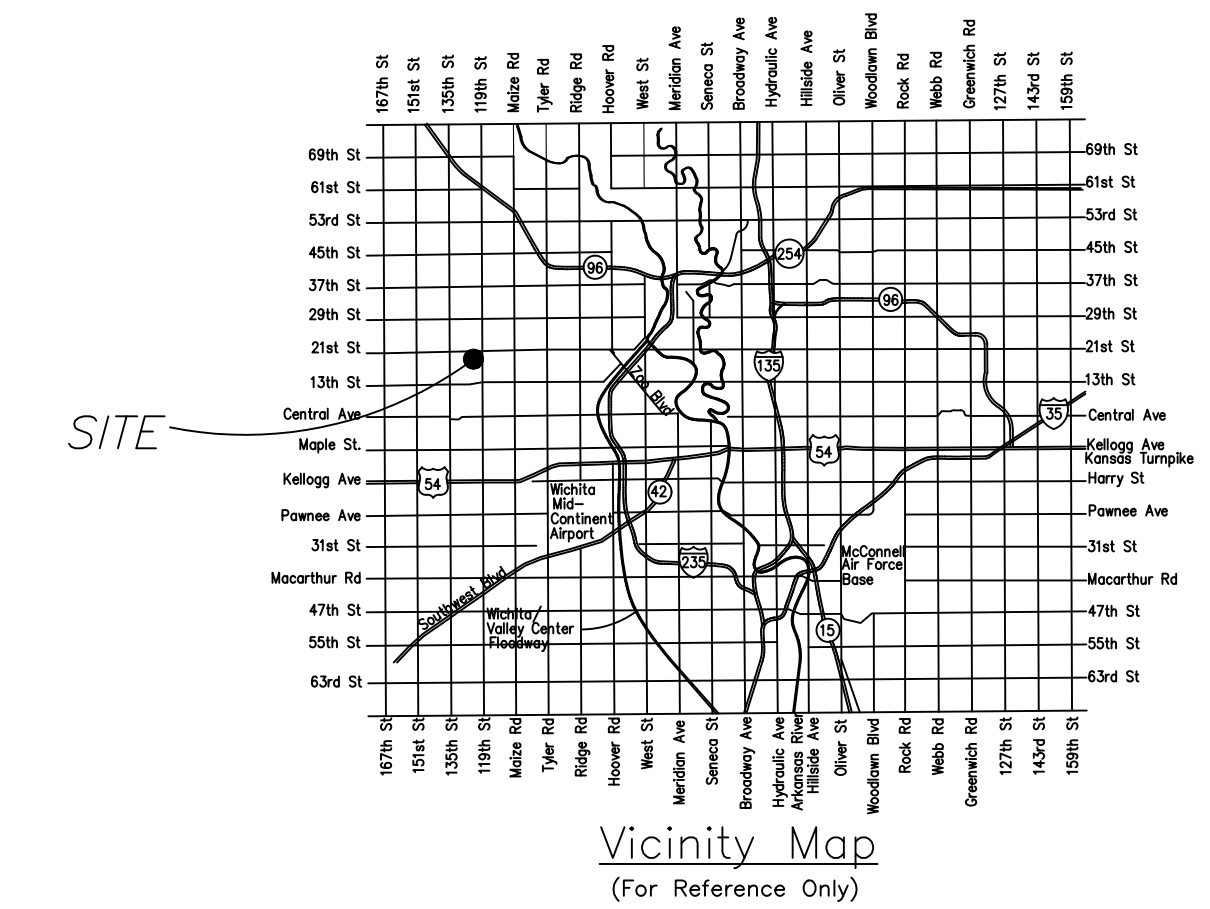 167th St
151st St
135th St
119th St
Maize Rd
Tyler Rd
Ridge Rd
Hoover Rd
West St
Meridian Ave
Seneca St
Broadway Ave
Hydraulic Ave
Hillside Ave
Oliver St
Woodlawn Blvd
Rock Rd
Webb Rd
Greenwich Rd
127th St
143rd St
159th St
69th St
61st St
53rd St
45th St
37th St
29th St
21st St
13th St
Central Ave
Maple St.
Kellogg Ave
Pawnee Ave
31st St
Macarthur Rd
47th St
55th St
63rd St
SITE
69th St
61st St
53rd St
45th St
37th St
29th St
21st St
13th St
Central Ave
Kellogg Ave
Kansas Turnpike
Harry St
Pawnee Ave
31st St
Macarthur Rd
47th St
55th St
63rd St
254
96
96
135
Zoo Blvd
35
54
54
42
Wichita
Mid-
Continent
Airport
235
McConnell
Air Force
Base
Southwest Blvd
Wichita/
Valley Center
Floodway
15
167th St
151st St
135th St
119th St
Maize Rd
Tyler Rd
Ridge Rd
Hoover Rd
West St
Meridian Ave
Seneca St
Broadway Ave
Hydraulic Ave
Arkansas River
Hillside Ave
Oliver St
Woodlawn Blvd
Rock Rd
Webb Rd
Greenwich Rd
127th St
143rd St
159th St
Vicinity Map
(For Reference Only)